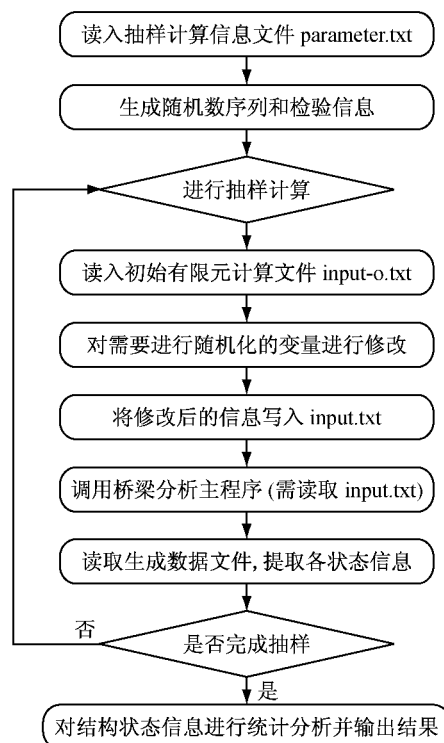 读入抽样计算信息文件 parameter.txt
生成随机数序列和检验信息
进行抽样计算
读入初始有限元计算文件 input-o.txt
对需要进行随机化的变量进行修改
将修改后的信息写入 input.txt
调用桥梁分析主程序 (需读取 input.txt)
读取生成数据文件, 提取各状态信息
否
是否完成抽样
是
对结构状态信息进行统计分析并输出结果